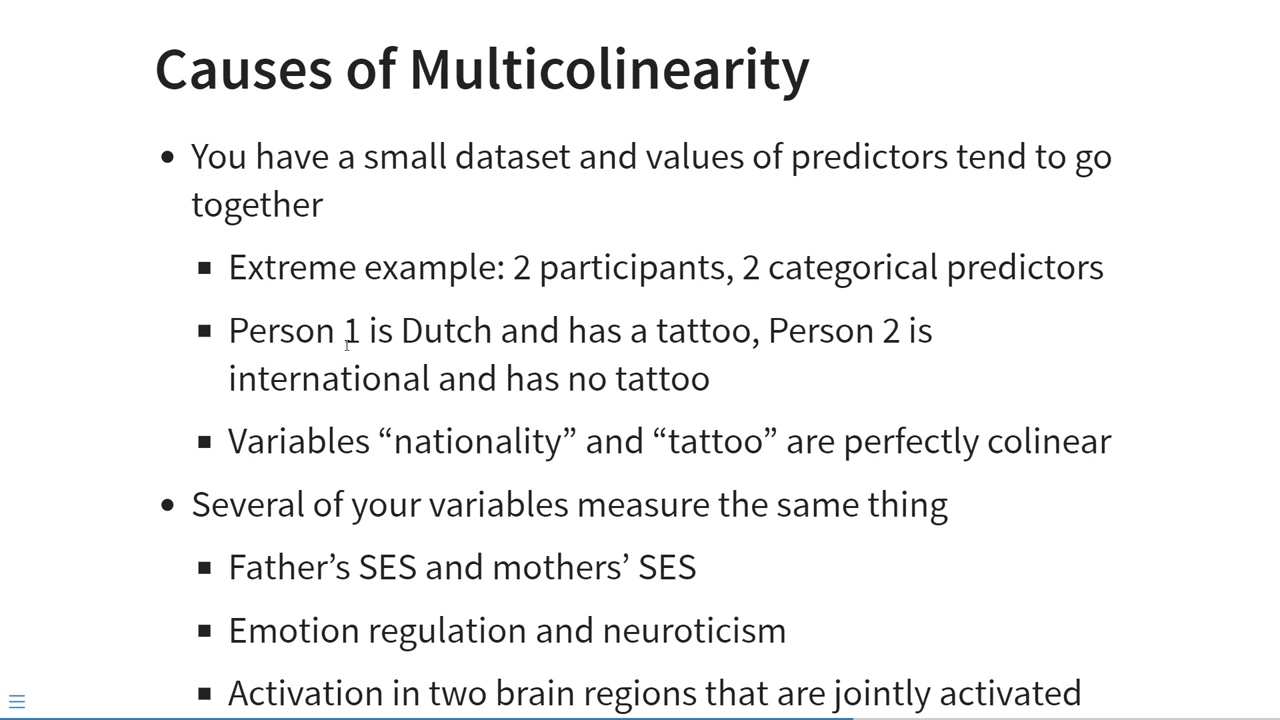 Causes of Multicolinearity
You have a small dataset and values of predictors tend to go
together
Extreme example: 2 participants, 2 categorical predictors
Person 1 is Dutch and has a tattoo, Person 2 is
international and has no tattoo
Variables “nationality” and “tattoo” are perfectly colinear
Several of your variables measure the same thing
Father’s SES and mothers’ SES
Emotion regulation and neuroticism
Activation in two brain regions that are jointly activated